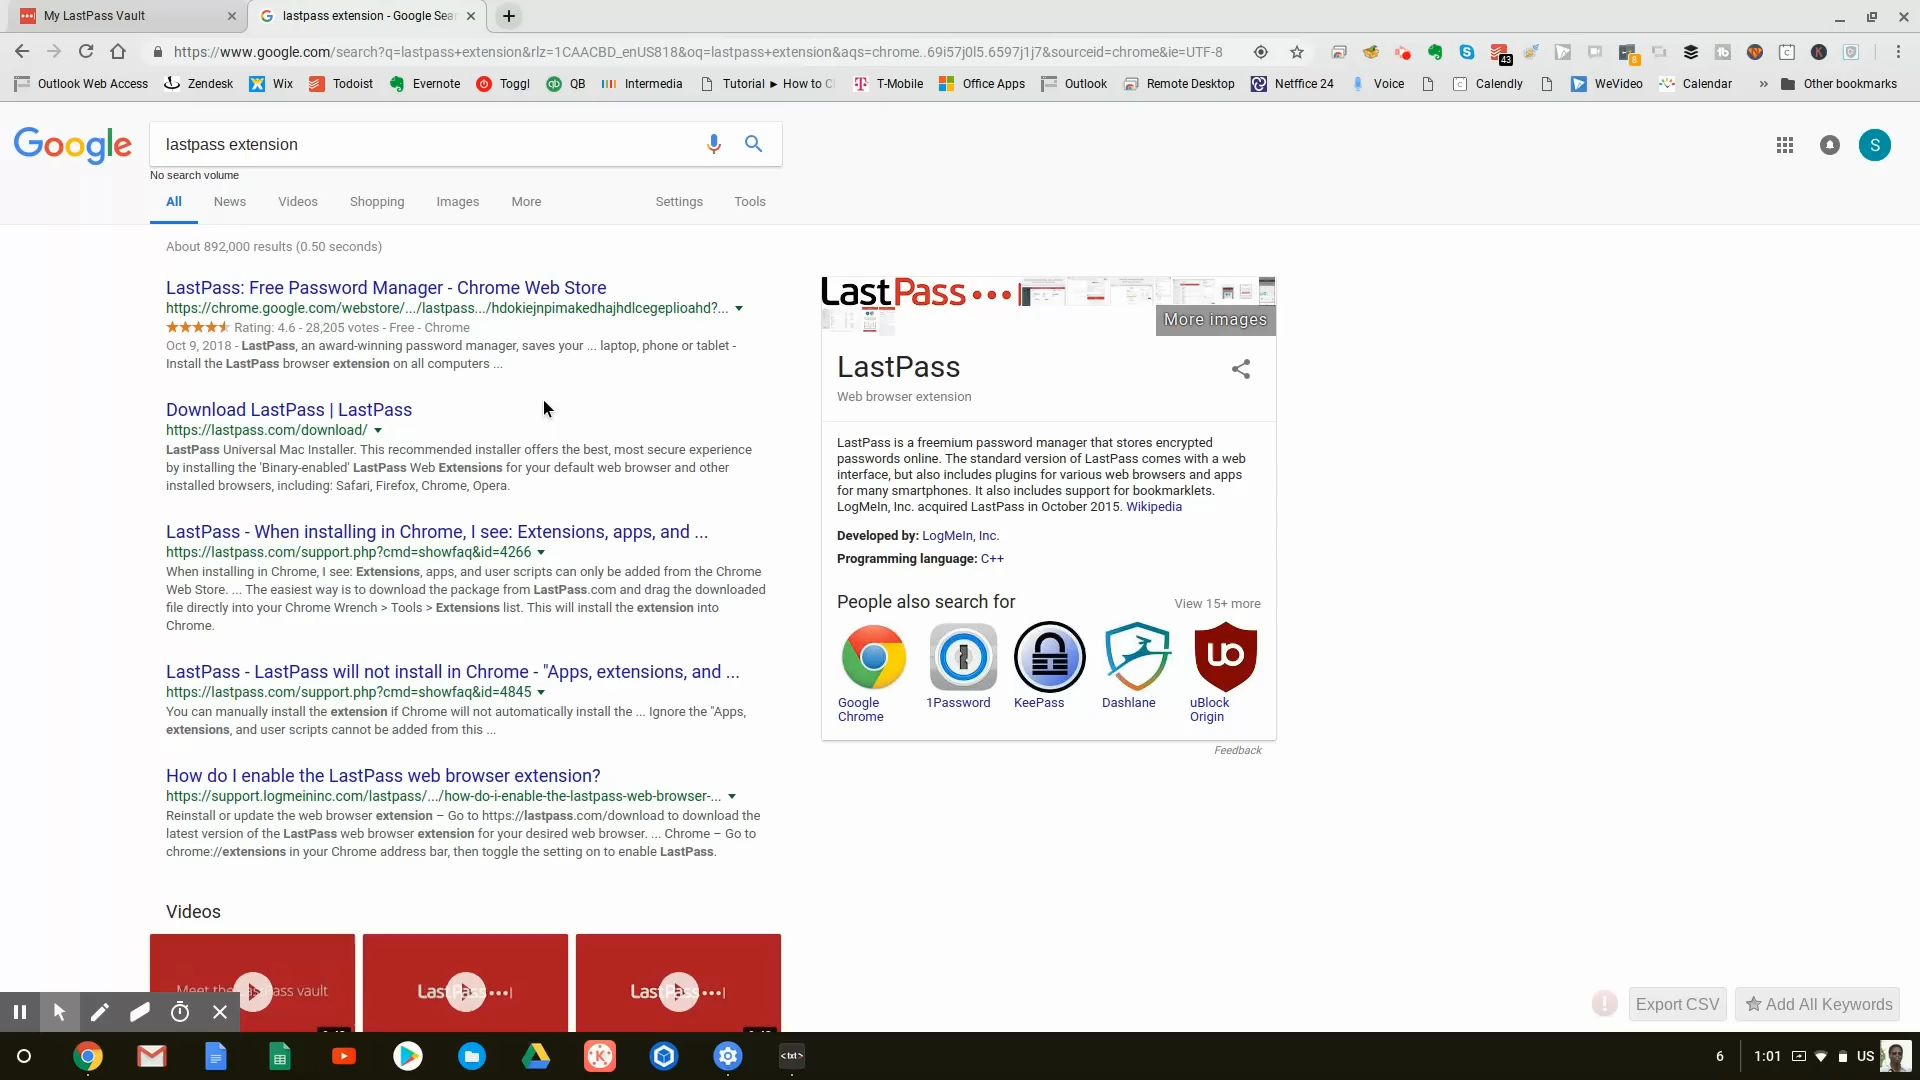 My LastPass Vault
lastpass extension - Google Sea
https://www.google.com/search?q=lastpass+extension&rlz=1CAACBD_enUS818&oq=lastpass+extension&aqs=chrome..69i57j0l5.6597j1j7&sourceid=chrome&ie=UTF-8
43
8
Outlook Web Access
Zendesk
Wix
Todoist
Evernote
Toggl
QB
Intermedia
Tutorial ► How to C
T-Mobile
Office Apps
Outlook
Remote Desktop
Netffice 24
Voice
Calendly
WeVideo
Calendar
»
Other bookmarks
Google
lastpass extension
S
No search volume
All
News
Videos
Shopping
Images
More
Settings
Tools
About 892,000 results (0.50 seconds)
LastPass: Free Password Manager - Chrome Web Store
https://chrome.google.com/webstore/.../lastpass.../hdokiejnpimakedhajhdlcegeplioahd?...
Rating: 4.6 - 28,205 votes - Free - Chrome
Oct 9, 2018 - LastPass, an award-winning password manager, saves your ... laptop, phone or tablet -
Install the LastPass browser extension on all computers ...
Download LastPass | LastPass
https://lastpass.com/download/
LastPass Universal Mac Installer. This recommended installer offers the best, most secure experience
by installing the 'Binary-enabled' LastPass Web Extensions for your default web browser and other
installed browsers, including: Safari, Firefox, Chrome, Opera.
LastPass - When installing in Chrome, I see: Extensions, apps, and ...
https://lastpass.com/support.php?cmd=showfaq&id=4266
When installing in Chrome, I see: Extensions, apps, and user scripts can only be added from the Chrome
Web Store. ... The easiest way is to download the package from LastPass.com and drag the downloaded
file directly into your Chrome Wrench > Tools > Extensions list. This will install the extension into
Chrome.
LastPass - LastPass will not install in Chrome - "Apps, extensions, and ...
https://lastpass.com/support.php?cmd=showfaq&id=4845
You can manually install the extension if Chrome will not automatically install the ... Ignore the "Apps,
extensions, and user scripts cannot be added from this ...
How do I enable the LastPass web browser extension?
https://support.logmeininc.com/lastpass/.../how-do-i-enable-the-lastpass-web-browser-...
Reinstall or update the web browser extension – Go to https://lastpass.com/download to download the
latest version of the LastPass web browser extension for your desired web browser. ... Chrome – Go to
chrome://extensions in your Chrome address bar, then toggle the setting on to enable LastPass.
Videos
LastPass
More images
LastPass
Web browser extension
LastPass is a freemium password manager that stores encrypted
passwords online. The standard version of LastPass comes with a web
interface, but also includes plugins for various web browsers and apps
for many smartphones. It also includes support for bookmarklets.
LogMeIn, Inc. acquired LastPass in October 2015. Wikipedia
Developed by: LogMeIn, Inc.
Programming language: C++
People also search for
View 15+ more
Google
Chrome
1Password
KeePass
Dashlane
uBlock
Origin
Feedback
Meet the LastPass vault
LastPass
LastPass
Export CSV
Add All Keywords
<txt>
6
1:01
US